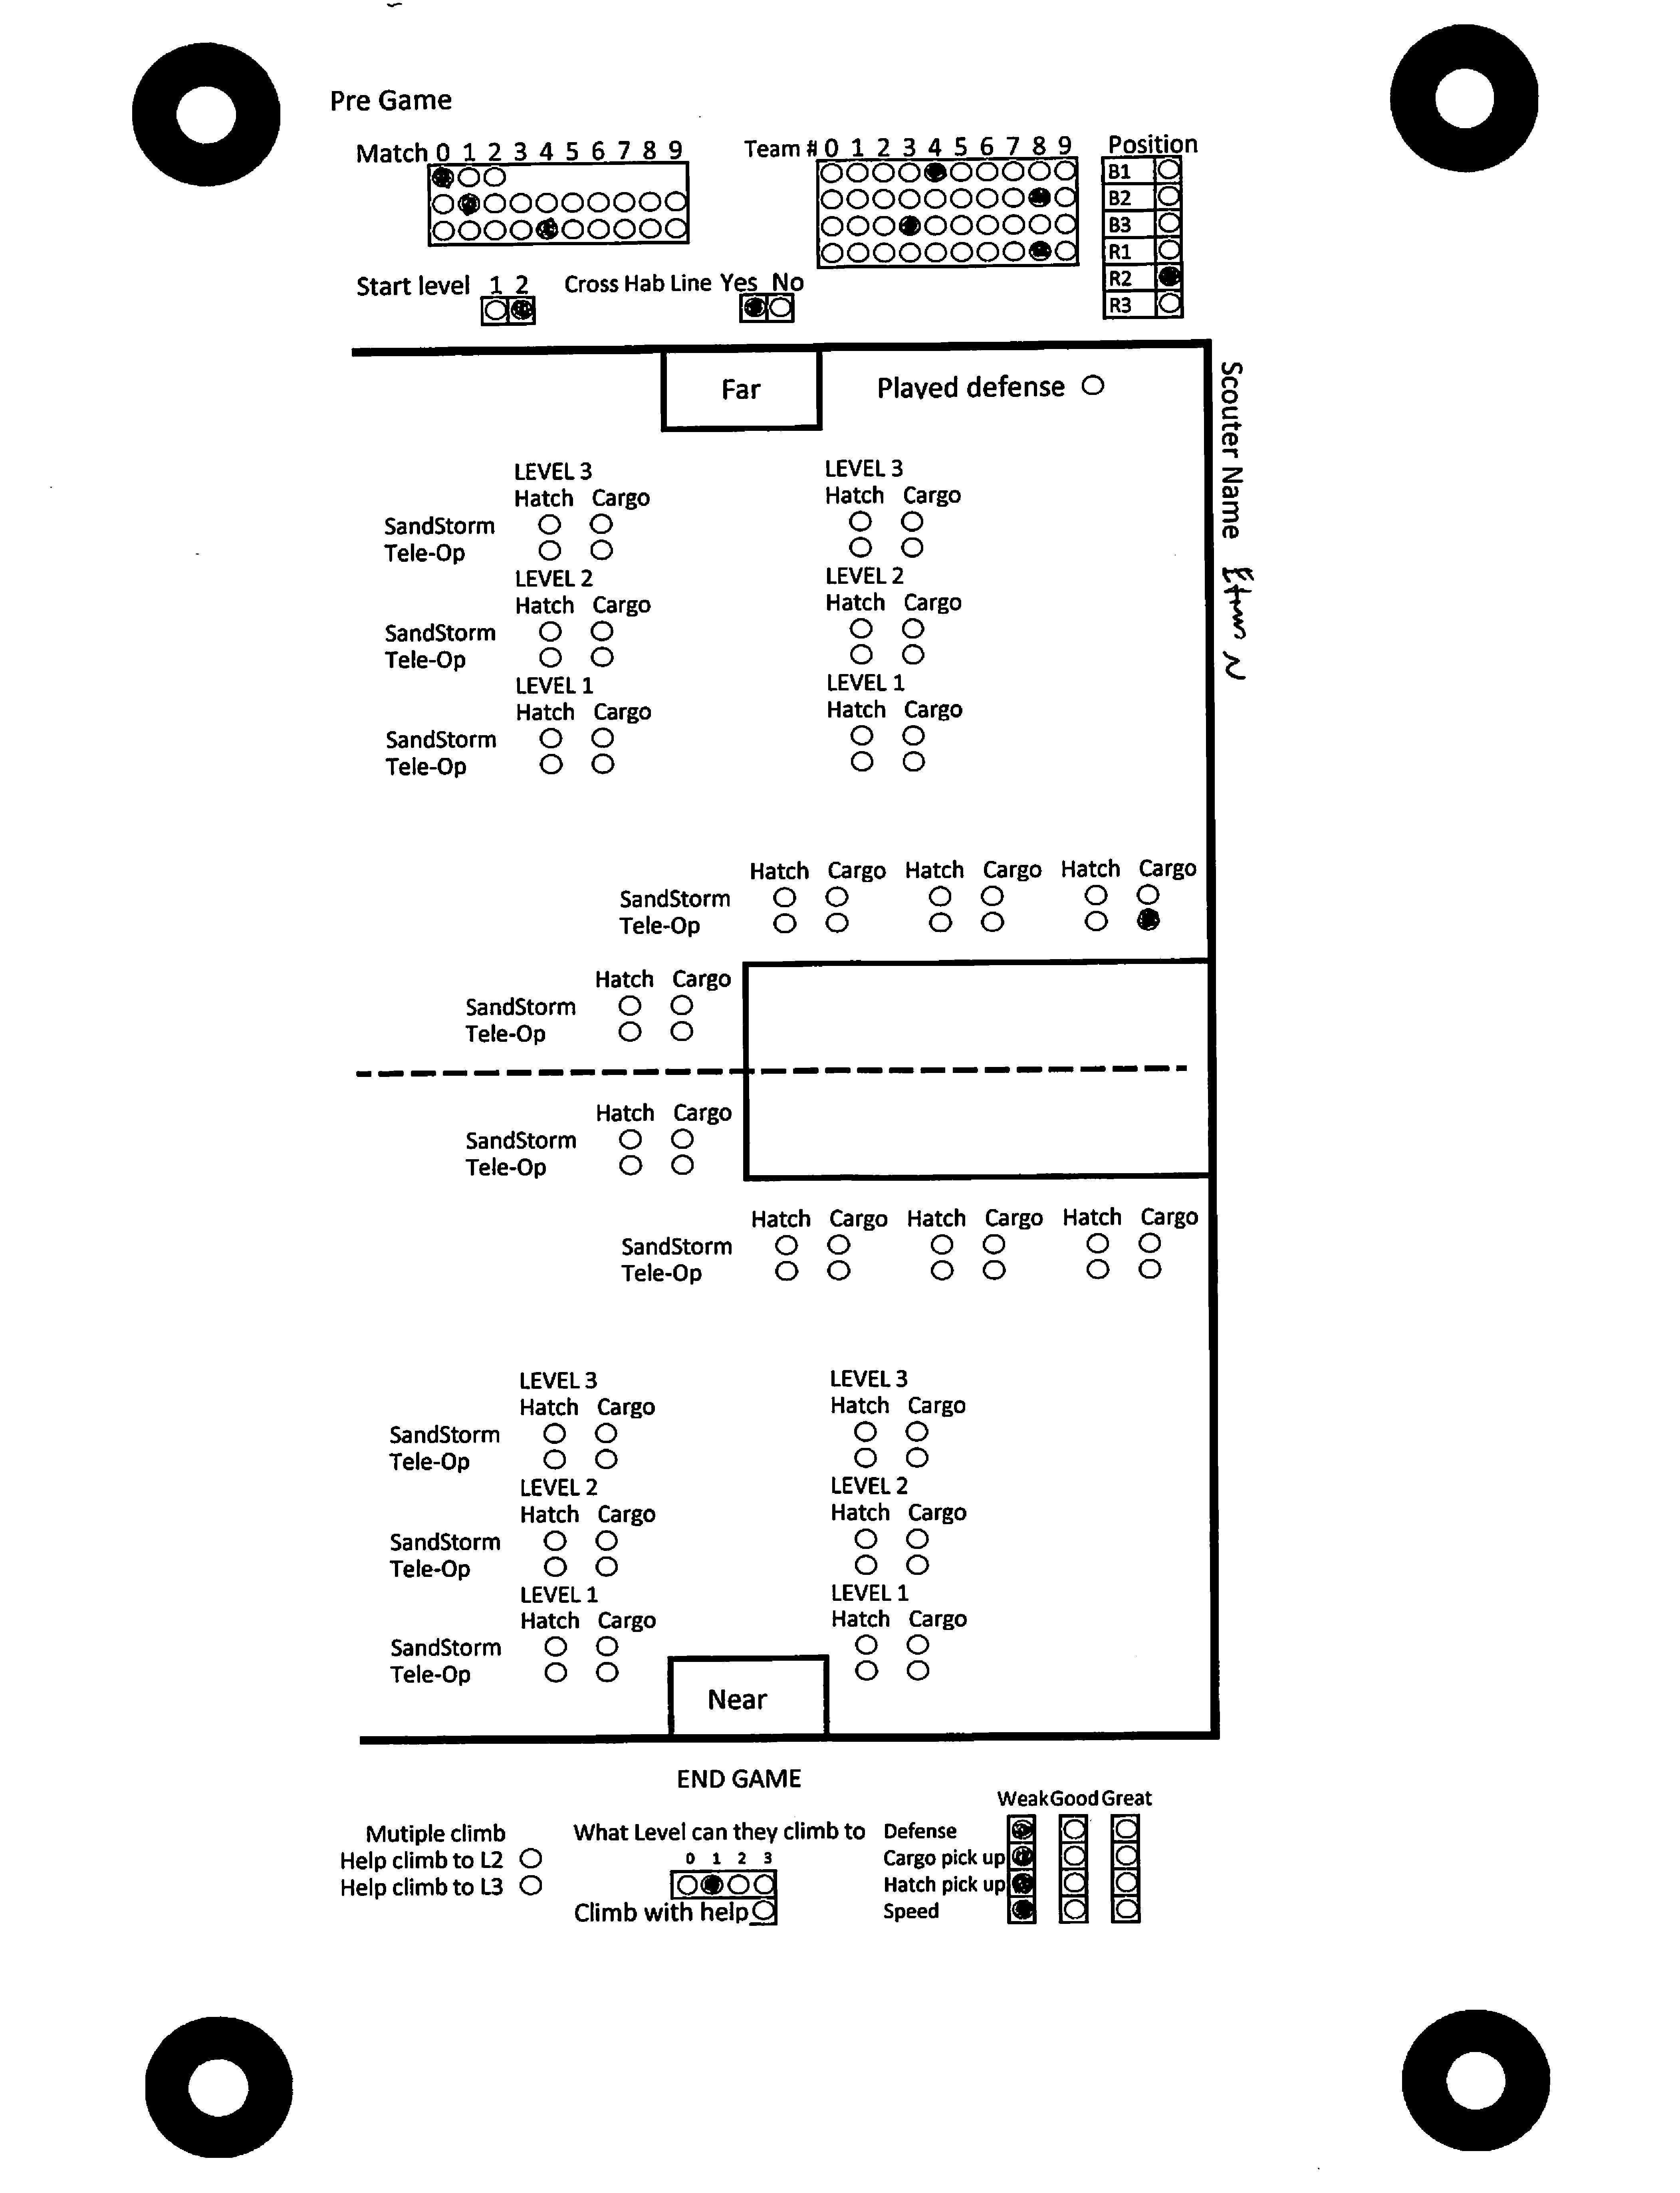 Pre Game
Match 0 1 2 3 4 5 6 7 8 9
Team # 0 1 2 3 4 5 6 7 8 9
Position
B1
B2
B3
R1
R2
R3
Start level 1 2
Cross Hab Line Yes No
Far
Played defense
Scouter Name
LEVEL 3 LEVEL 3
Hatch Cargo Hatch Cargo
SandStorm
Tele-Op
LEVEL 2 LEVEL 2
Hatch Cargo Hatch Cargo
SandStorm
Tele-Op
LEVEL 1 LEVEL 1
Hatch Cargo Hatch Cargo
SandStorm
Tele-Op
Hatch Cargo Hatch Cargo Hatch Cargo
SandStorm
Tele-Op
Hatch Cargo
SandStorm
Tele-Op
Hatch Cargo
SandStorm
Tele-Op
Hatch Cargo Hatch Cargo Hatch Cargo
SandStorm
Tele-Op
LEVEL 3 LEVEL 3
Hatch Cargo Hatch Cargo
SandStorm
Tele-Op
LEVEL 2 LEVEL 2
Hatch Cargo Hatch Cargo
SandStorm
Tele-Op
LEVEL 1 LEVEL 1
Hatch Cargo Hatch Cargo
SandStorm
Tele-Op
Near
END GAME
Mutiple climb
Help climb to L2
Help climb to L3
What Level can they climb to
0 1 2 3
Climb with help
Weak Good Great
Defense
Cargo pick up
Hatch pick up
Speed